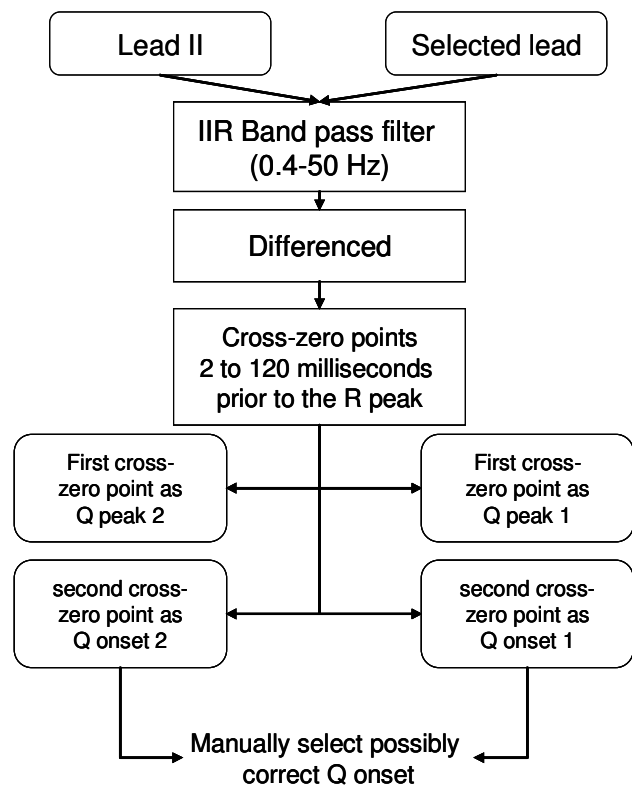 Lead II
Selected lead
IIR Band pass filter
(0.4-50 Hz)
Differenced
Cross-zero points
2 to 120 milliseconds
prior to the R peak
First cross-
zero point as
Q peak 2
First cross-
zero point as
Q peak 1
second cross-
zero point as
Q onset 2
second cross-
zero point as
Q onset 1
Manually select possibly
correct Q onset